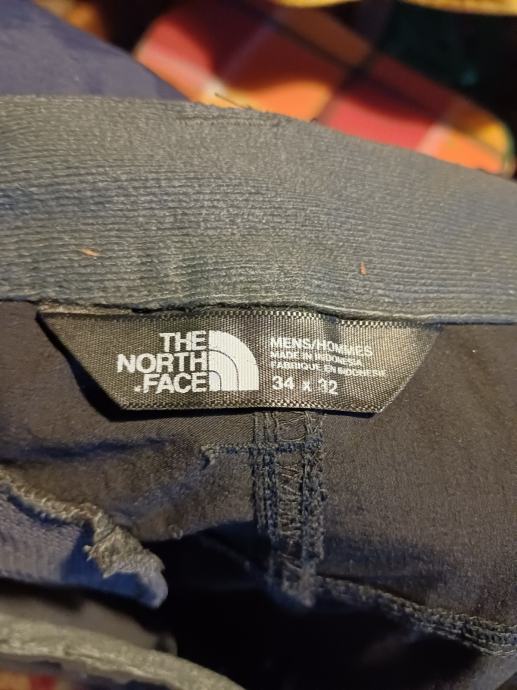 THE
NORTH
FACE
MENS/HOMMES
MADE IN INDONESIA
FABRIQUÉ EN INDONÉSIE
34 x 32